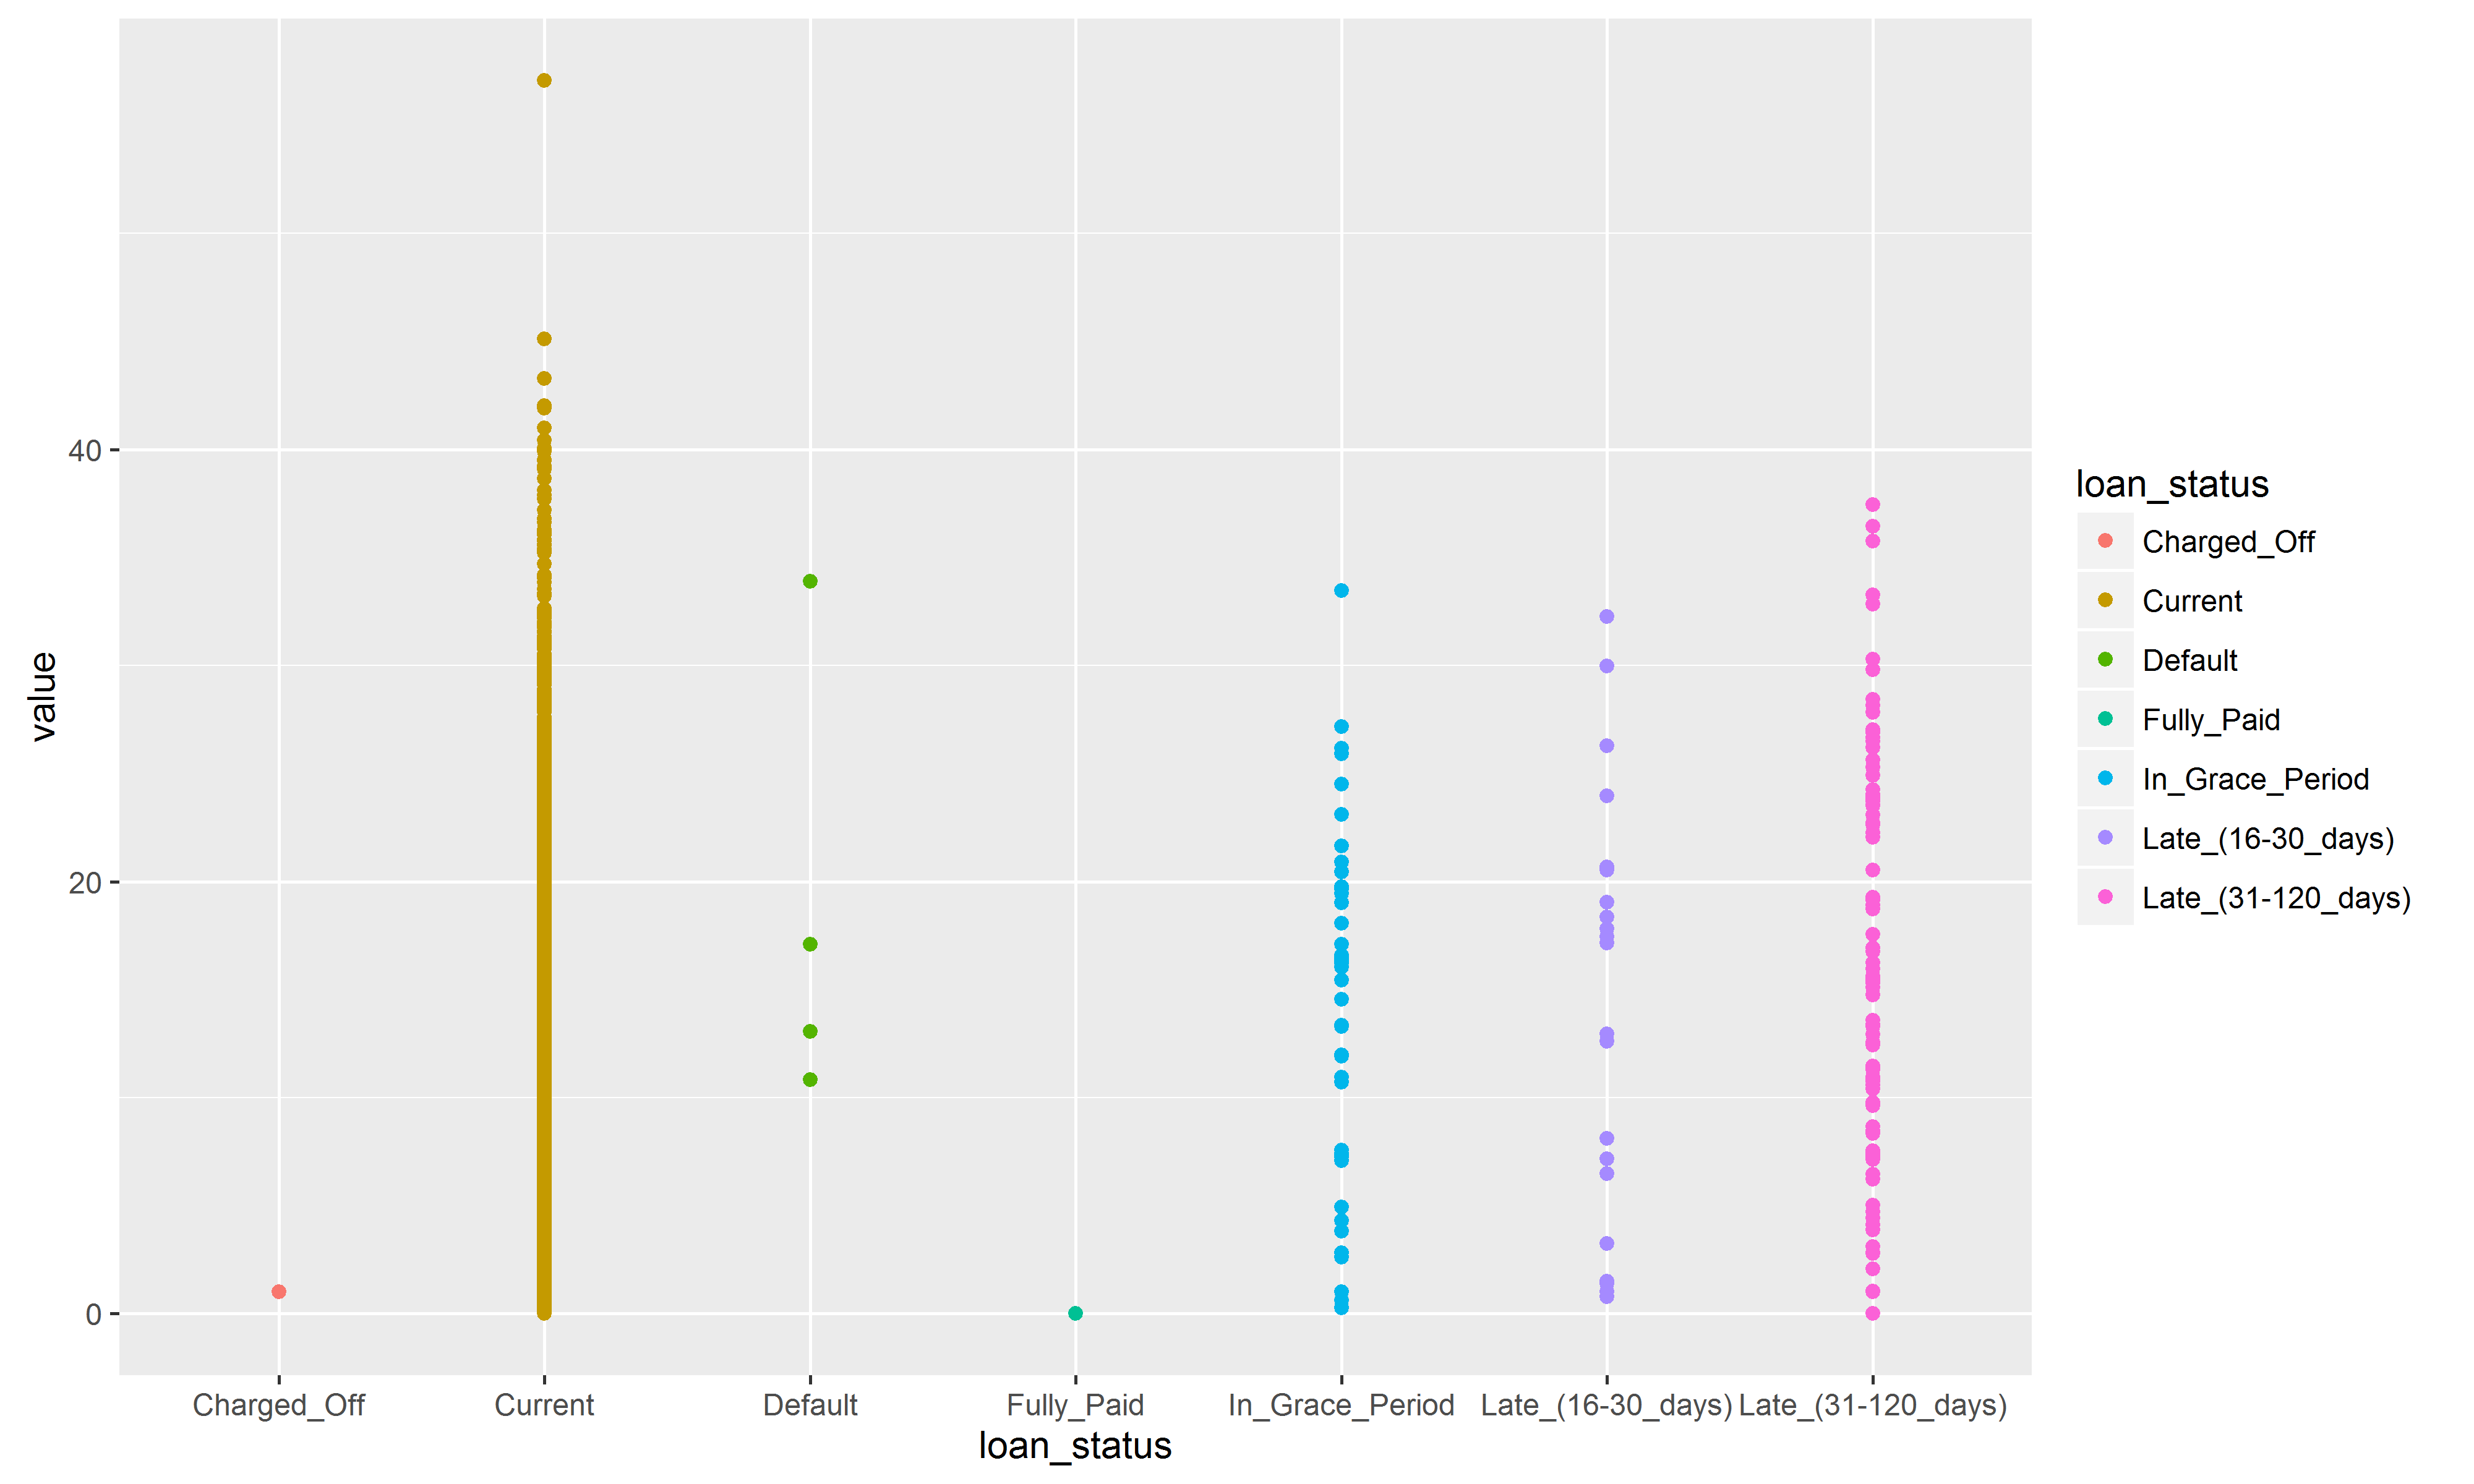 value
40
20
0
Charged_Off
Current
Default
Fully_Paid
In_Grace_Period
Late_(16-30_days)
Late_(31-120_days)
loan_status
loan_status
Charged_Off
Current
Default
Fully_Paid
In_Grace_Period
Late_(16-30_days)
Late_(31-120_days)